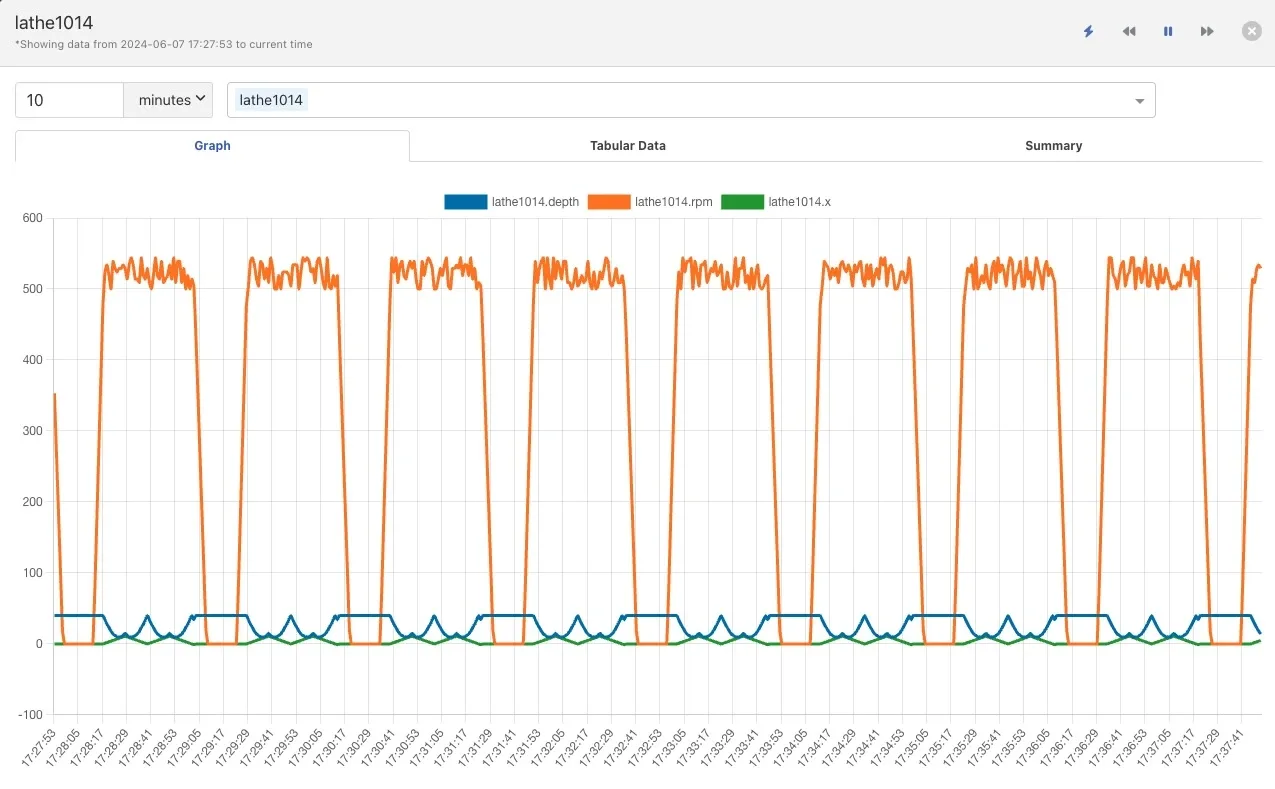 lathe1014
*Showing data from 2024-06-07 17:27:53 to current time
10 minutes lathe1014
Graph Tabular Data Summary
lathe1014.depth lathe1014.rpm lathe1014.x
600
500
400
300
200
100
0
-100
17:27:53 17:28:05 17:28:17 17:28:29 17:28:41 17:28:53 17:29:05 17:29:17 17:29:29 17:29:41 17:29:53 17:30:05 17:30:17 17:30:29 17:30:41 17:30:53 17:31:05 17:31:17 17:31:29 17:31:41 17:31:53 17:32:05 17:32:17 17:32:29 17:32:41 17:32:53 17:33:05 17:33:17 17:33:29 17:33:41 17:33:53 17:34:05 17:34:17 17:34:29 17:34:41 17:34:53 17:35:05 17:35:17 17:35:29 17:35:41 17:35:53 17:36:05 17:36:17 17:36:29 17:36:41 17:36:53 17:37:05 17:37:17 17:37:29 17:37:41